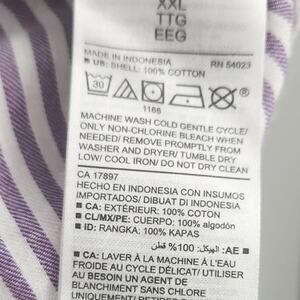 XXL
TTG
EEG
MADE IN INDONESIA RN 54023
■ US: SHELL: 100% COTTON
30
1166
MACHINE WASH COLD GENTLE CYCLE/
ONLY NON-CHLORINE BLEACH WHEN
NEEDED/ REMOVE PROMPTLY FROM
WASHER AND DRYER/ TUMBLE DRY
LOW/ COOL IRON/ DO NOT DRY CLEAN
CA 17897
HECHO EN INDONESIA CON INSUMOS
IMPORTADOS/ DIBUAT DI INDONESIA
■ CA: EXTÉRIEUR: 100% COTON
■ CL/MX/PE: CUERPO: 100% ALGODON
■ ID: RANGKA: 100% KAPAS
■ AE: الهيكل: 100% قطن
■ CA: LAVER À LA MACHINE À L'EAU
FROIDE AU CYCLE DÉLICAT/ UTILISER
AU BESOIN UN AGENT DE
BLANCHIMENT SANS CHLORE
UNIQUEMENT/ RETIRER